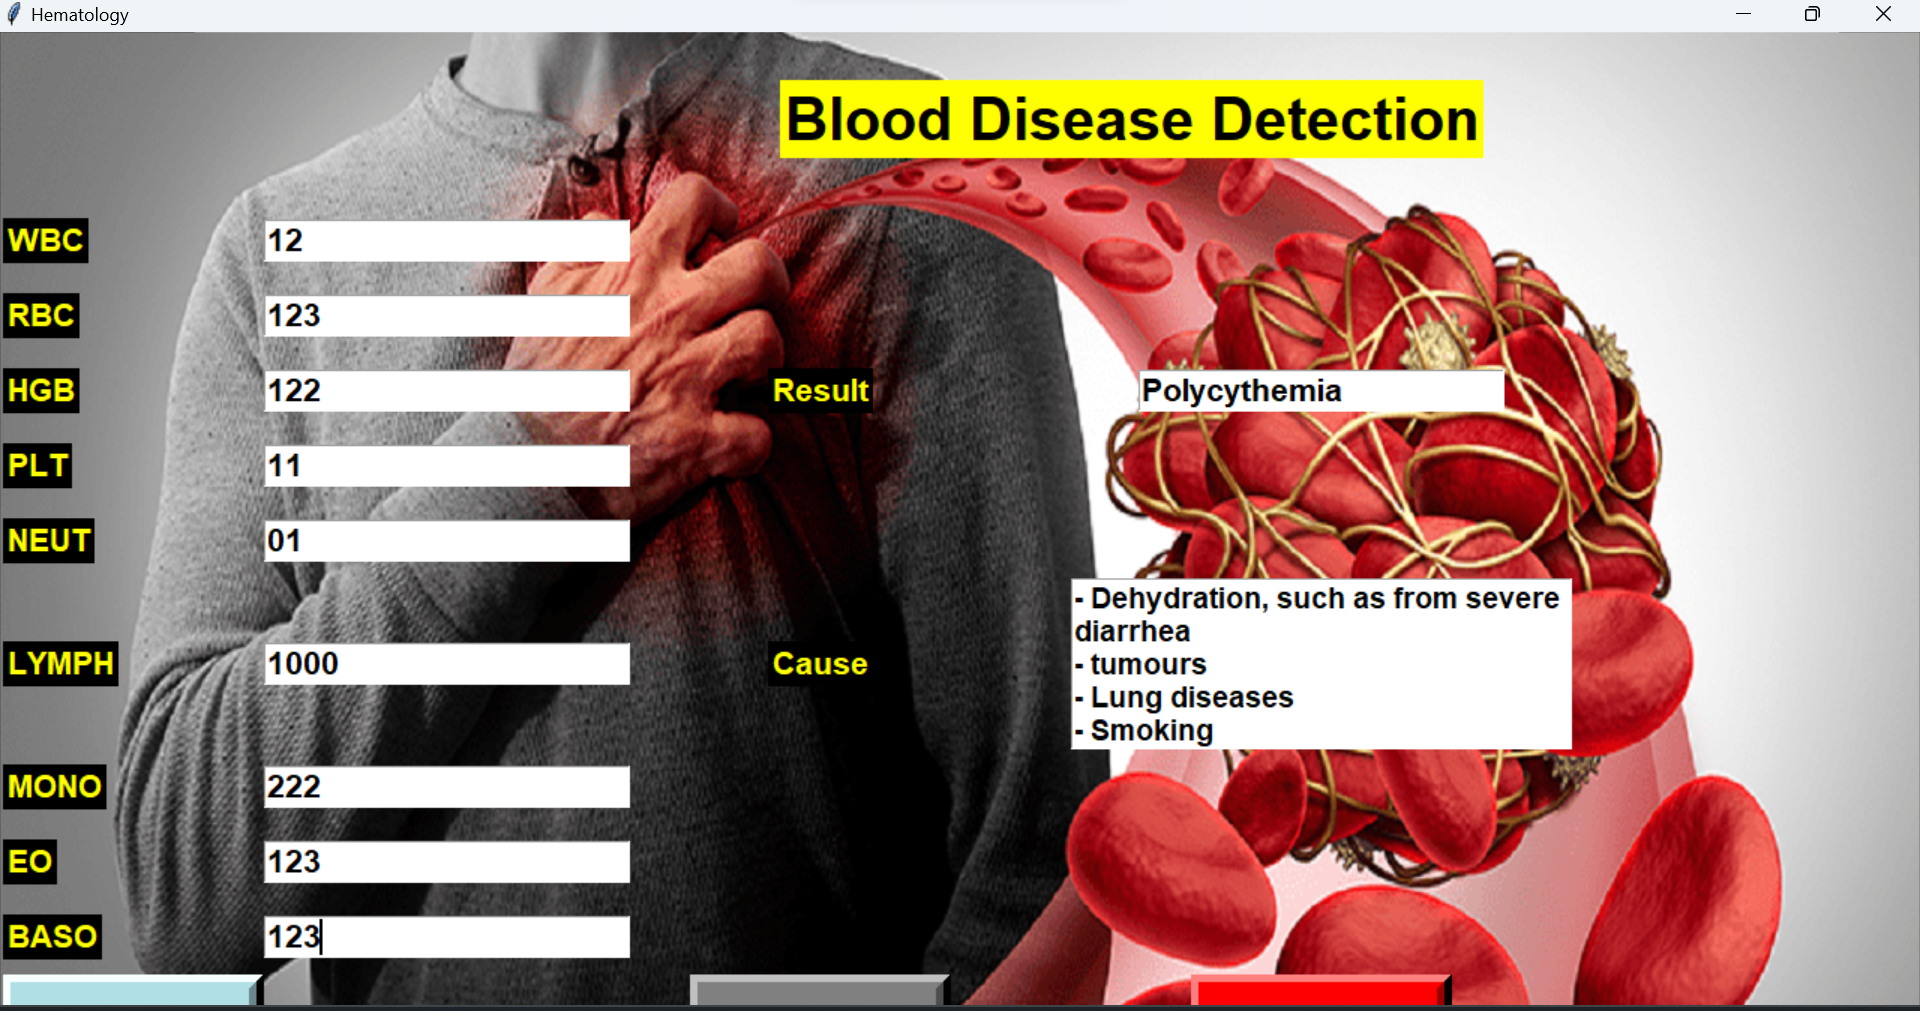 Hematology
Blood Disease Detection
WBC 12
RBC 123
HGB 122
Result Polycythemia
PLT 11
NEUT 01
LYMPH 1000
Cause
- Dehydration, such as from severe
diarrhea
- tumours
- Lung diseases
- Smoking
MONO 222
EO 123
BASO 123